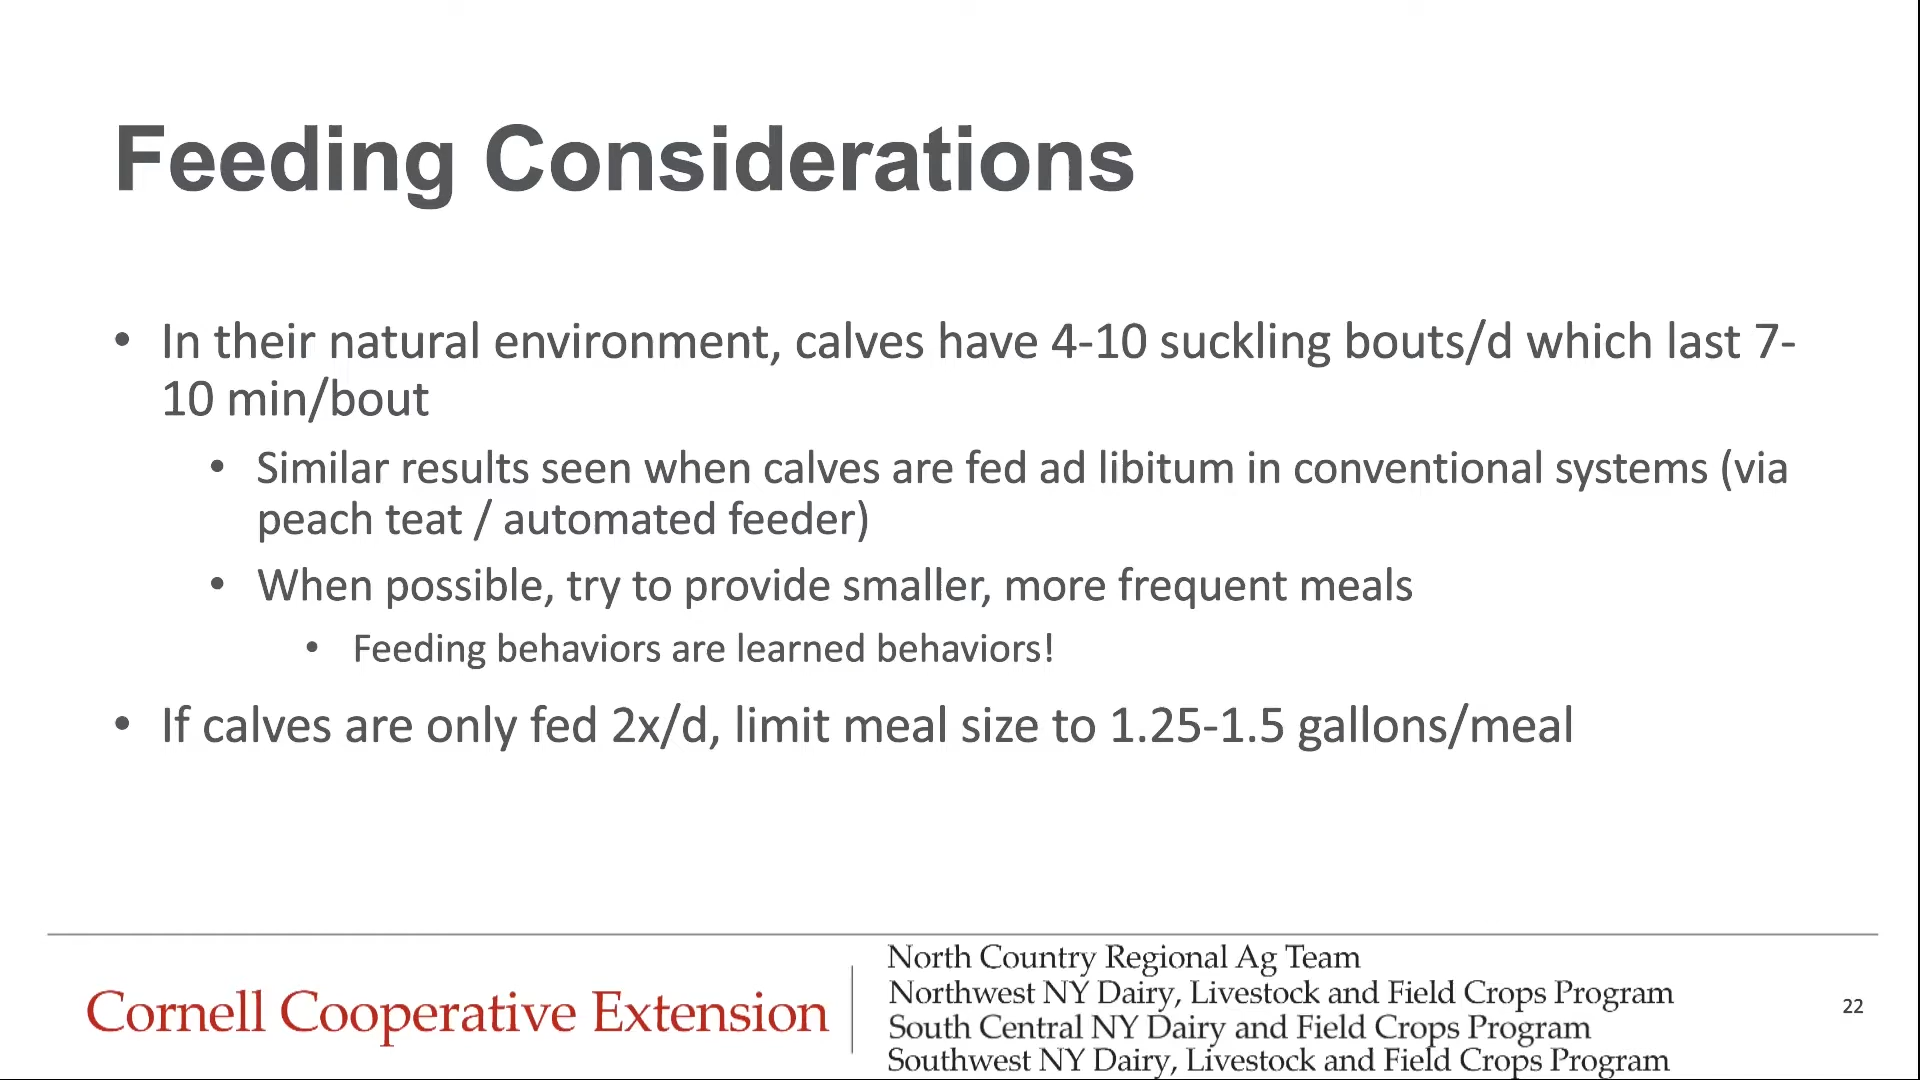 Feeding Considerations
• In their natural environment, calves have 4-10 suckling bouts/d which last 7-
10 min/bout
• Similar results seen when calves are fed ad libitum in conventional systems (via
peach teat / automated feeder)
• When possible, try to provide smaller, more frequent meals
• Feeding behaviors are learned behaviors!
• If calves are only fed 2x/d, limit meal size to 1.25-1.5 gallons/meal
Cornell Cooperative Extension
North Country Regional Ag Team
Northwest NY Dairy, Livestock and Field Crops Program
South Central NY Dairy and Field Crops Program
Southwest NY Dairy, Livestock and Field Crops Program
22